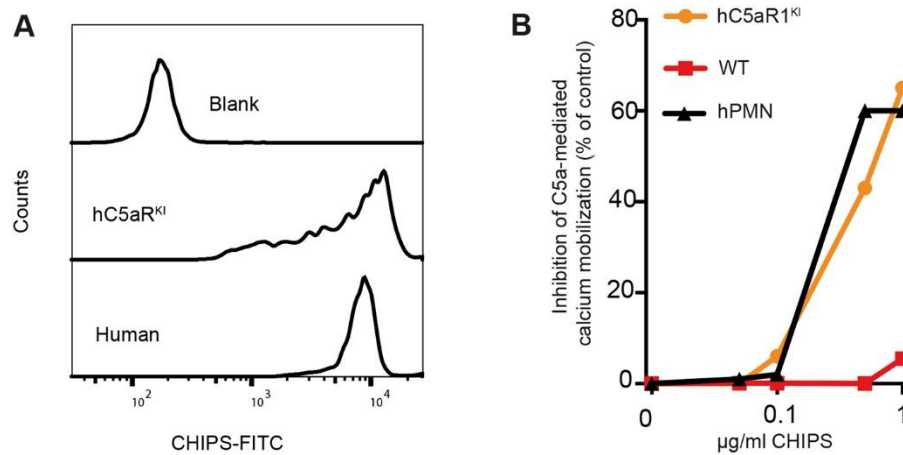 A
Blank
hC5aR^KI
Human
Counts
10^2
10^3
10^4
CHIPS-FITC
B
hC5aR1^KI
WT
hPMN
Inhibition of C5a-mediated
calcium mobilization (% of control)
80
60
40
20
0
0
0.1
1
µg/ml CHIPS